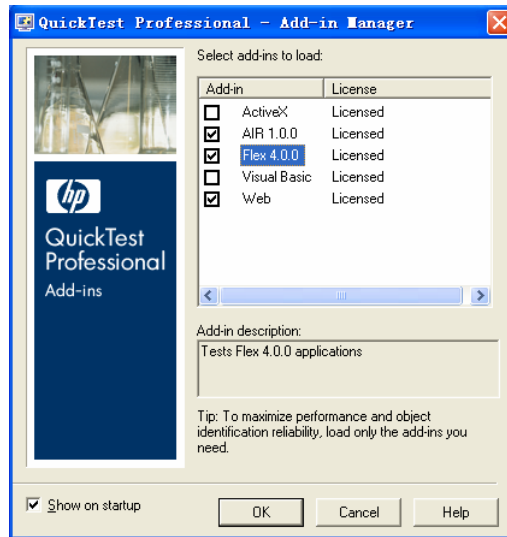 QuickTest Professional - Add-in Manager
Select add-ins to load:
Add-in License
ActiveX Licensed
AIR 1.0.0 Licensed
Flex 4.0.0 Licensed
Visual Basic Licensed
Web Licensed
hp
QuickTest
Professional
Add-ins
Add-in description:
Tests Flex 4.0.0 applications
Tip: To maximize performance and object
identification reliability, load only the add-ins you
need.
Show on startup
OK
Cancel
Help